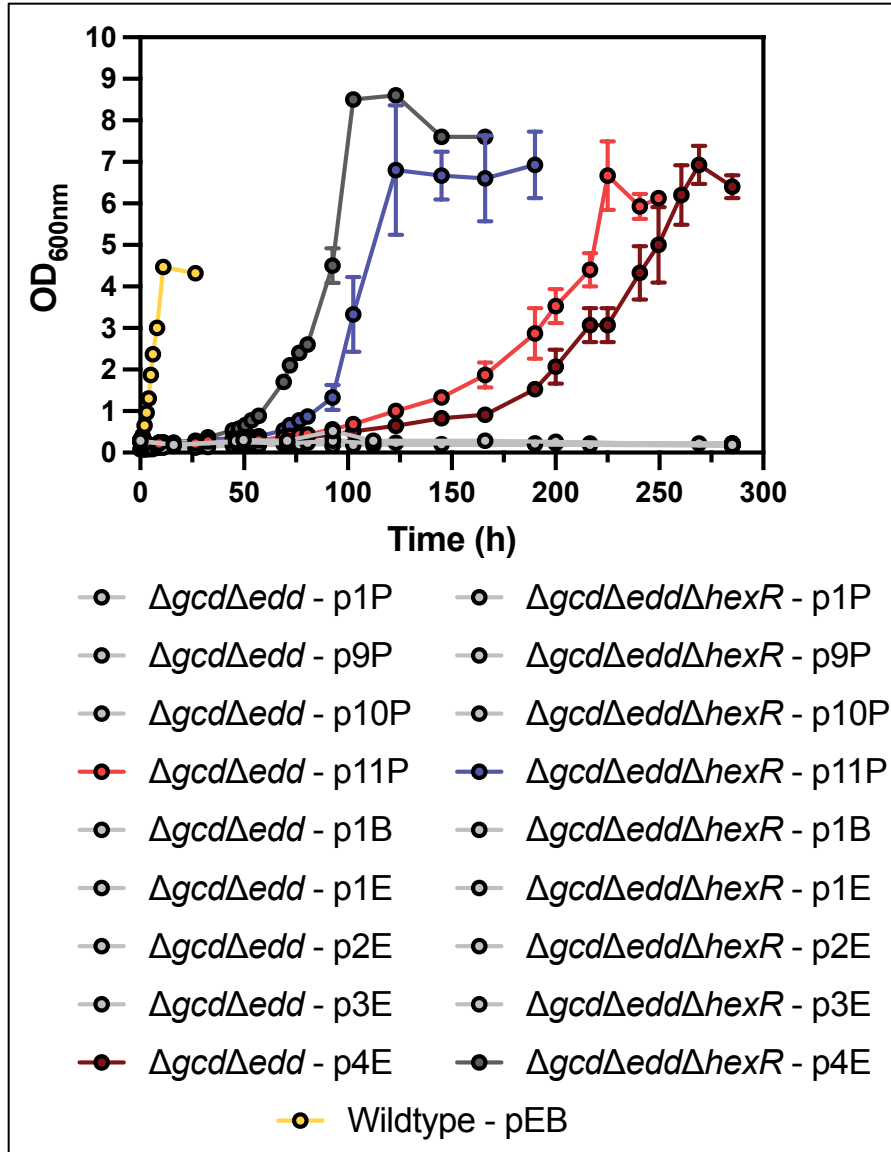 10
9
8
7
6
5
4
3
2
1
0
OD600nm
0 50 100 150 200 250 300
Time (h)
ΔgcdΔedd - p1P ΔgcdΔeddΔhexR - p1P
ΔgcdΔedd - p9P ΔgcdΔeddΔhexR - p9P
ΔgcdΔedd - p10P ΔgcdΔeddΔhexR - p10P
ΔgcdΔedd - p11P ΔgcdΔeddΔhexR - p11P
ΔgcdΔedd - p1B ΔgcdΔeddΔhexR - p1B
ΔgcdΔedd - p1E ΔgcdΔeddΔhexR - p1E
ΔgcdΔedd - p2E ΔgcdΔeddΔhexR - p2E
ΔgcdΔedd - p3E ΔgcdΔeddΔhexR - p3E
ΔgcdΔedd - p4E ΔgcdΔeddΔhexR - p4E
Wildtype - pEB